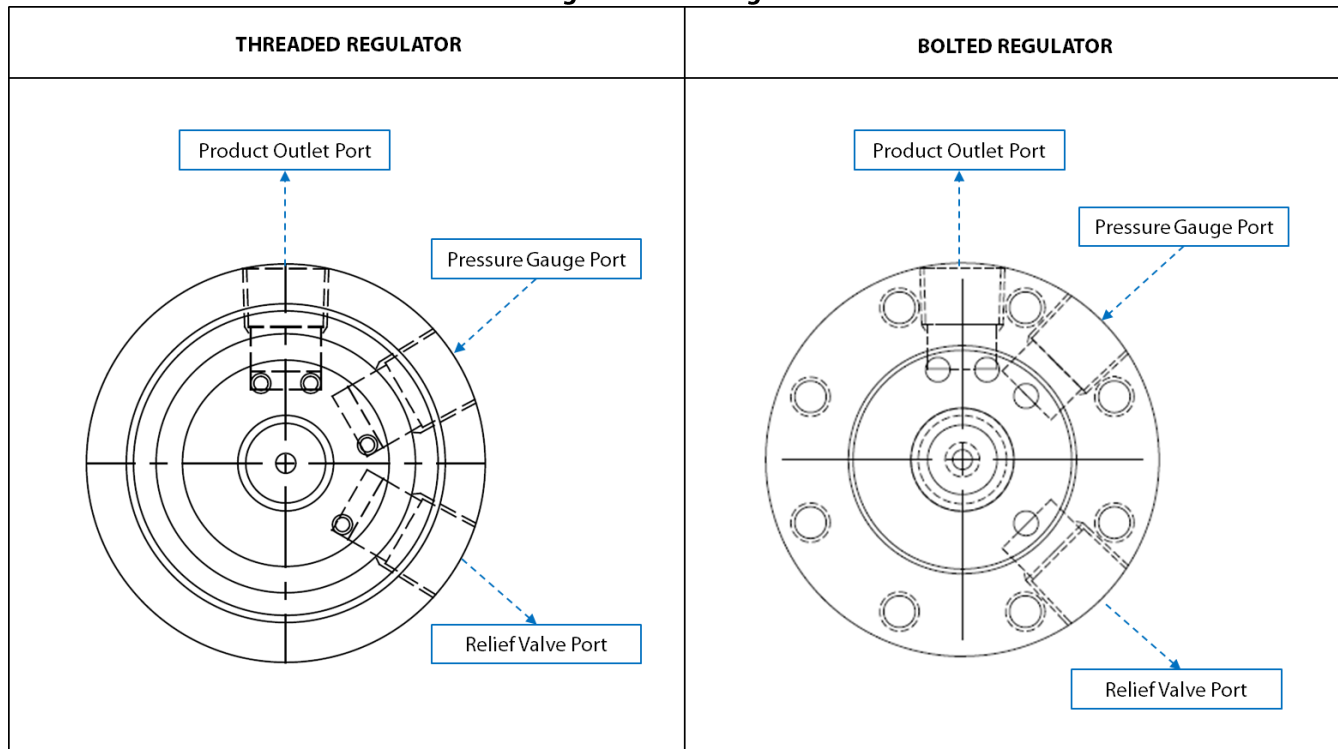 THREADED REGULATOR
BOLTED REGULATOR
Product Outlet Port
Pressure Gauge Port
Relief Valve Port
Product Outlet Port
Pressure Gauge Port
Relief Valve Port